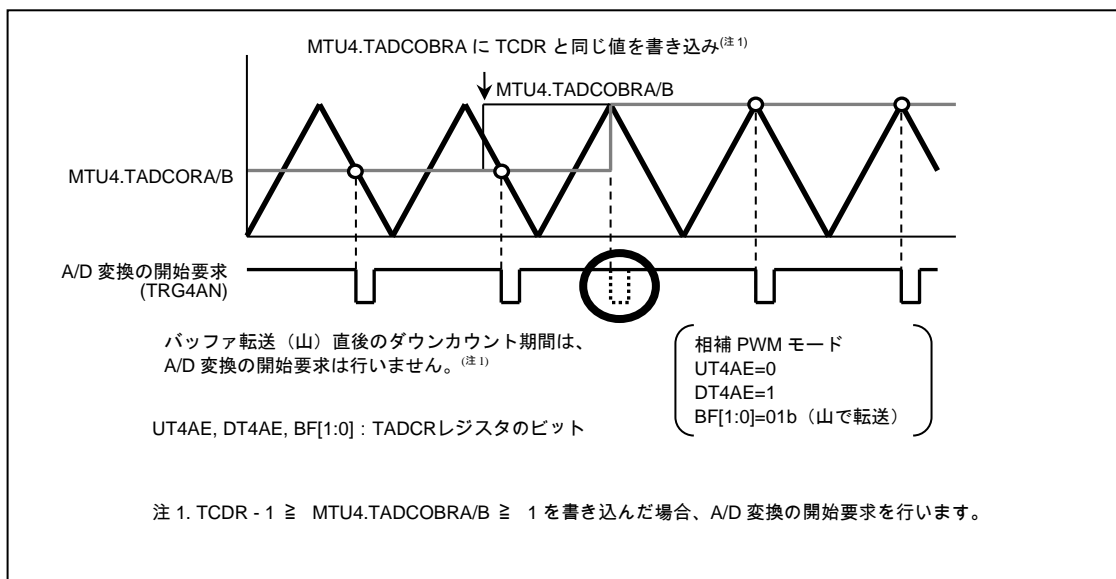 MTU4.TADCOBRA に TCDR と同じ値を書き込み(注 1)
MTU4.TADCOBRA/B
MTU4.TADCORA/B
A/D 変換の開始要求
(TRG4AN)
バッファ転送（山）直後のダウンカウント期間は、
A/D 変換の開始要求は行いません。(注 1)
相補 PWM モード
UT4AE=0
DT4AE=1
BF[1:0]=01b（山で転送）
UT4AE, DT4AE, BF[1:0] : TADCRレジスタのビット
注 1. TCDR - 1 ≧ MTU4.TADCOBRA/B ≧ 1 を書き込んだ場合、A/D 変換の開始要求を行います。